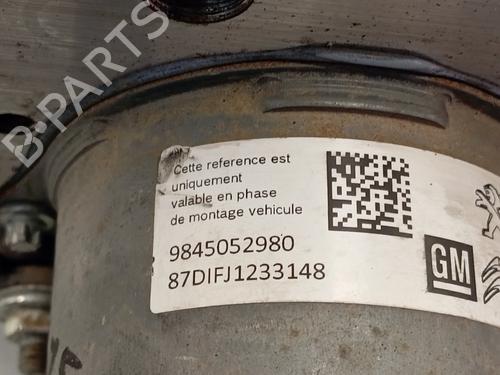 B-PARTS
Cette reference est
uniquement
valable en phase
de montage vehicule
9845052980
87DIFJ1233148
GM